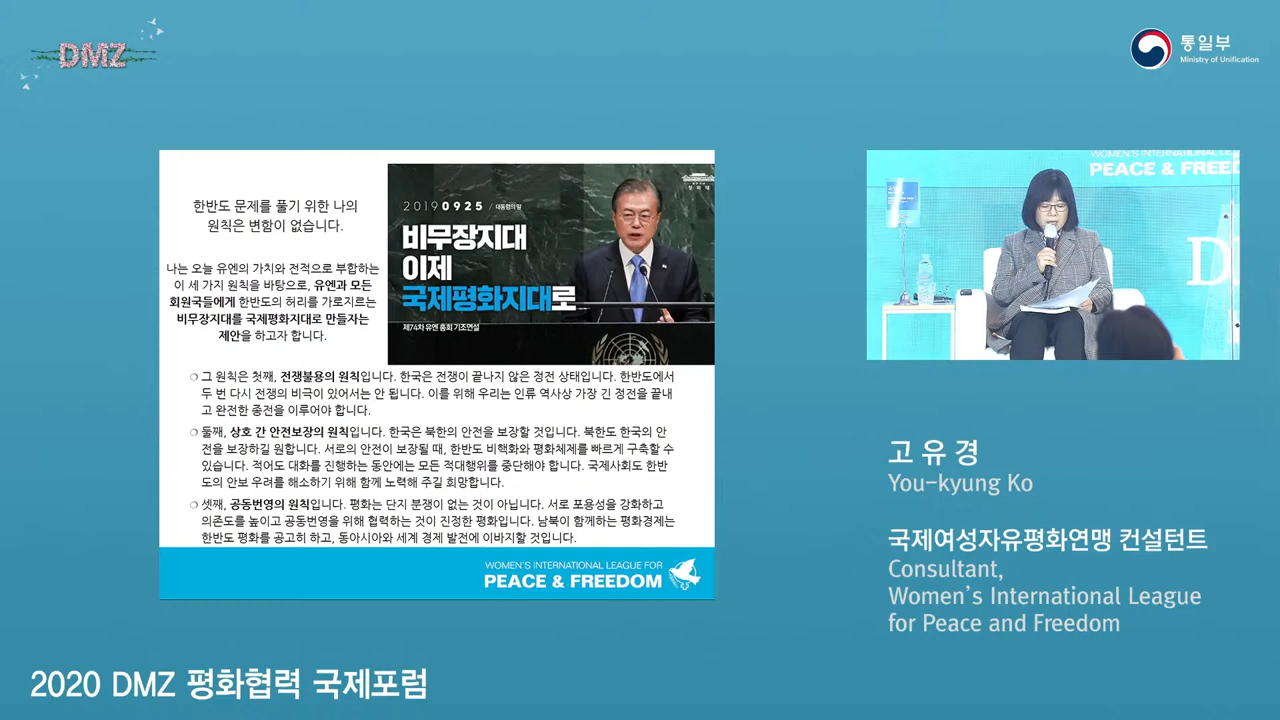 DMZ
통일부
Ministry of Unification
한반도 문제를 풀기 위한 나의
원칙은 변함이 없습니다.
나는 오늘 유엔의 가치와 전적으로 부합하는
이 세 가지 원칙을 바탕으로, 유엔과 모든
회원국들에게 한반도의 허리를 가로지르는
비무장지대를 국제평화지대로 만들자는
제안을 하고자 합니다.
20190925 / 대통령의 말
청와대
비무장지대
이제
국제평화지대로
제74차 유엔 총회 기조연설
그 원칙은 첫째, 전쟁불용의 원칙입니다. 한국은 전쟁이 끝나지 않은 정전 상태입니다. 한반도에서
두 번 다시 전쟁의 비극이 있어서는 안 됩니다. 이를 위해 우리는 인류 역사상 가장 긴 정전을 끝내
고 완전한 종전을 이루어야 합니다.
둘째, 상호 간 안전보장의 원칙입니다. 한국은 북한의 안전을 보장할 것입니다. 북한도 한국의 안
전을 보장하길 원합니다. 서로의 안전이 보장될 때, 한반도 비핵화와 평화체제를 빠르게 구축할 수
있습니다. 적어도 대화를 진행하는 동안에는 모든 적대행위를 중단해야 합니다. 국제사회도 한반
도의 안보 우려를 해소하기 위해 함께 노력해 주길 희망합니다.
셋째, 공동번영의 원칙입니다. 평화는 단지 분쟁이 없는 것이 아닙니다. 서로 포용성을 강화하고
의존도를 높이고 공동번영을 위해 협력하는 것이 진정한 평화입니다. 남북이 함께하는 평화경제는
한반도 평화를 공고히 하고, 동아시아와 세계 경제 발전에 이바지할 것입니다.
WOMEN'S INTERNATIONAL LEAGUE FOR
PEACE & FREEDOM
WOMEN'S INTERNATIONAL LE
PEACE & FREE
D
고 유 경
You-kyung Ko
국제여성자유평화연맹 컨설턴트
Consultant,
Women's International League
for Peace and Freedom
2020 DMZ 평화협력 국제포럼